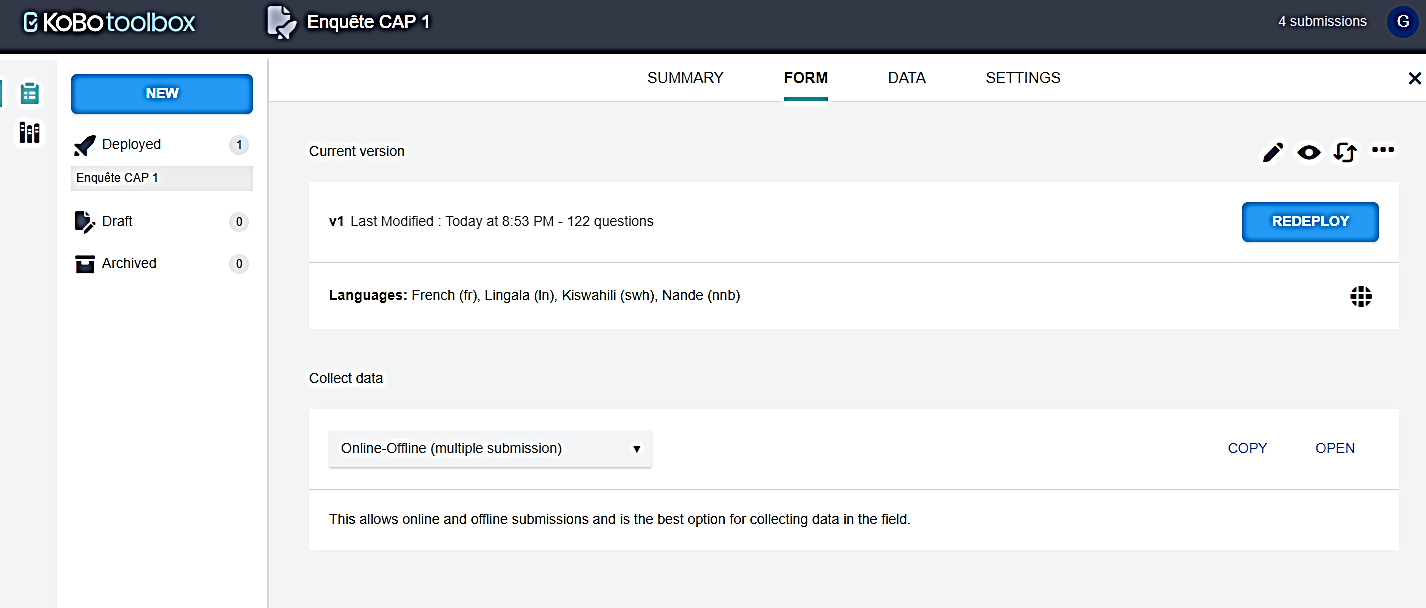 KoBo toolbox
Enquête CAP 1
4 submissions
G
SUMMARY
FORM
DATA
SETTINGS
NEW
Deployed
1
Enquête CAP 1
Draft
0
Archived
0
Current version
v1 Last Modified : Today at 8:53 PM - 122 questions
REDEPLOY
Languages: French (fr), Lingala (ln), Kiswahili (swh), Nande (nnb)
Collect data
Online-Offline (multiple submission)
COPY
OPEN
This allows online and offline submissions and is the best option for collecting data in the field.